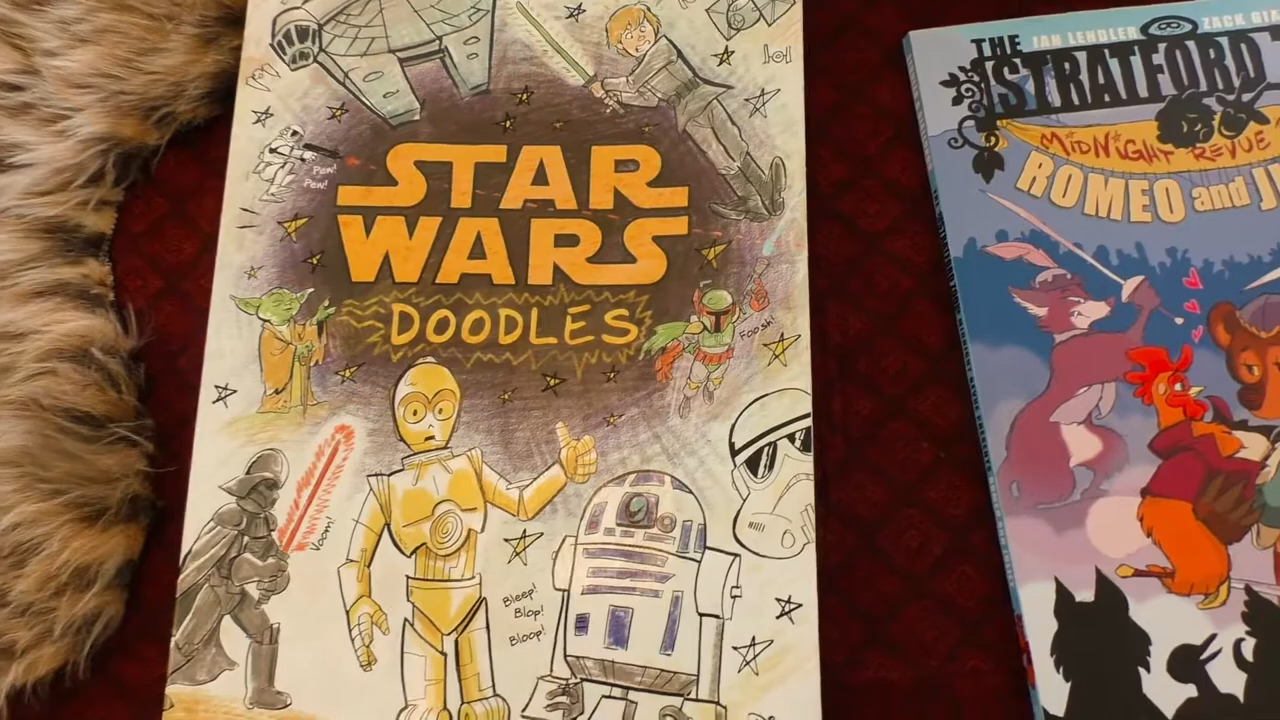 STAR
WARS
DOODLES
Pew!
Pew!
Foosh!
Voom!
Bleep!
Blop!
Bloop!
THE IAN LENDLER ZACK
STRATFORD
MIDNIGHT REVUE
ROMEO and